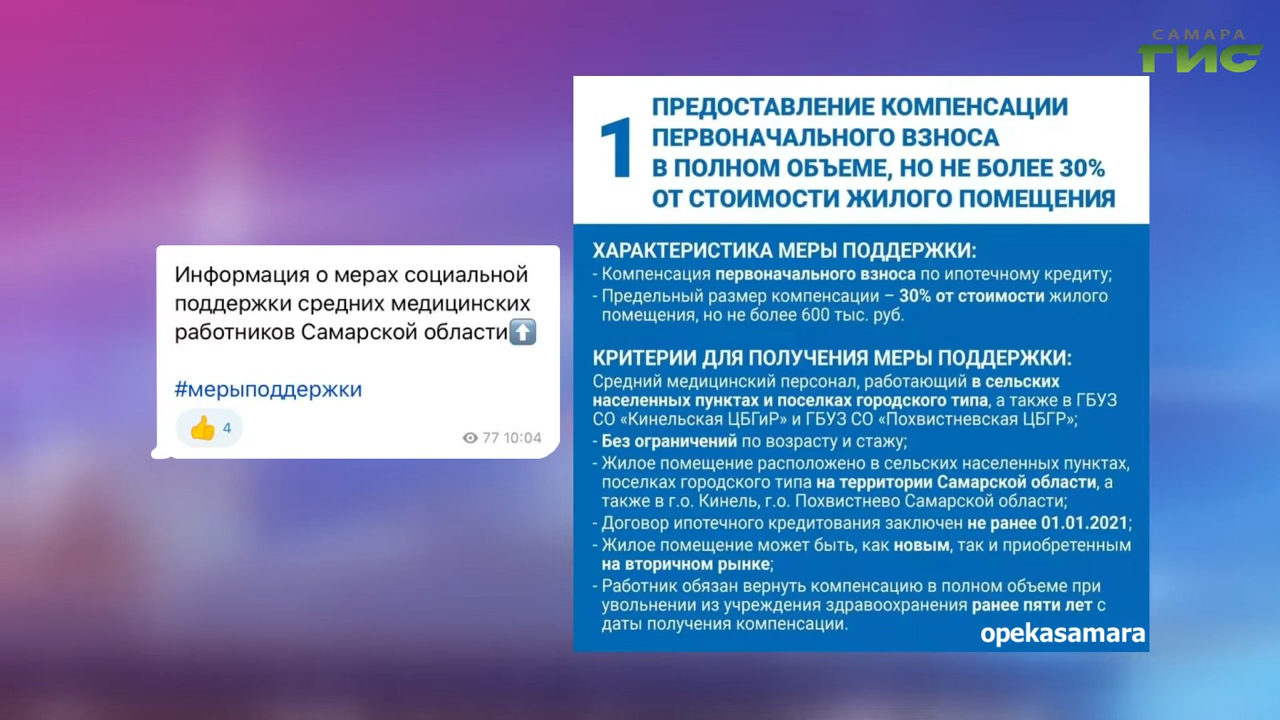 САМАРА
ГИС
1
ПРЕДОСТАВЛЕНИЕ КОМПЕНСАЦИИ
ПЕРВОНАЧАЛЬНОГО ВЗНОСА
В ПОЛНОМ ОБЪЕМЕ, НО НЕ БОЛЕЕ 30%
ОТ СТОИМОСТИ ЖИЛОГО ПОМЕЩЕНИЯ
Информация о мерах социальной
поддержки средних медицинских
работников Самарской области⬆️
#мерыподдержки
👍 4
77 10:04
ХАРАКТЕРИСТИКА МЕРЫ ПОДДЕРЖКИ:
- Компенсация первоначального взноса по ипотечному кредиту;
- Предельный размер компенсации – 30% от стоимости жилого
помещения, но не более 600 тыс. руб.
КРИТЕРИИ ДЛЯ ПОЛУЧЕНИЯ МЕРЫ ПОДДЕРЖКИ:
Средний медицинский персонал, работающий в сельских
населенных пунктах и поселках городского типа, а также в ГБУЗ
СО «Кинельская ЦБГиР» и ГБУЗ СО «Похвистневская ЦБГР»;
- Без ограничений по возрасту и стажу;
- Жилое помещение расположено в сельских населенных пунктах,
поселках городского типа на территории Самарской области, а
также в г.о. Кинель, г.о. Похвистнево Самарской области;
- Договор ипотечного кредитования заключен не ранее 01.01.2021;
- Жилое помещение может быть, как новым, так и приобретенным
на вторичном рынке;
- Работник обязан вернуть компенсацию в полном объеме при
увольнении из учреждения здравоохранения ранее пяти лет с
даты получения компенсации.
opekasamara